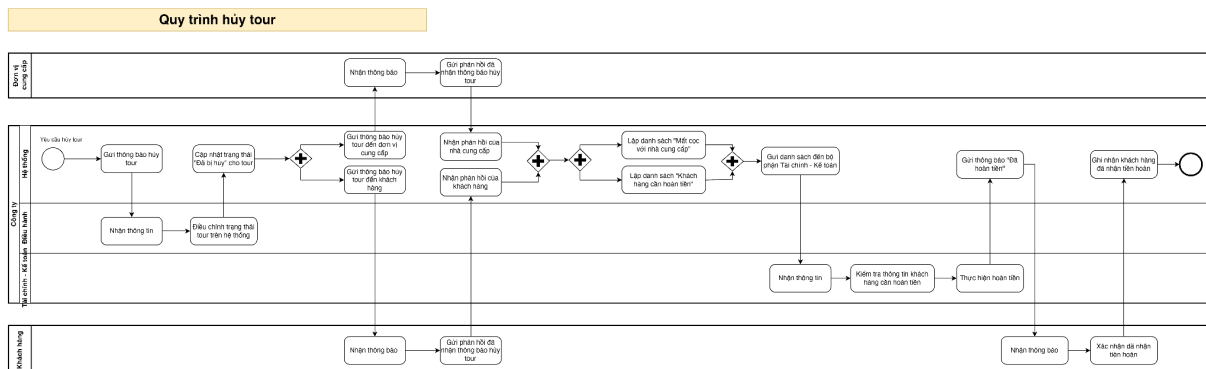 Quy trình hủy tour
Đơn vị
cung cấp
Nhận thông báo
Gửi phản hồi đã
nhận thông báo hủy
tour
Công ty
Hệ thống
Yêu cầu hủy tour
Gửi thông báo hủy
tour
Cập nhật trạng thái
"Đã bị hủy" cho tour
Gửi thông báo hủy
tour đến đơn vị
cung cấp
Gửi thông báo hủy
tour đến khách
hàng
Nhận phản hồi của
nhà cung cấp
Nhận phản hồi của
khách hàng
Lập danh sách "Mất cọc
với nhà cung cấp"
Lập danh sách "Khách
hàng cần hoàn tiền"
Gửi danh sách đến bộ
phận Tài chính - Kế toán
Gửi thông báo "Đã
hoàn tiền"
Ghi nhận khách hàng
đã nhận tiền hoàn
Điều hành
Nhận thông tin
Điều chỉnh trạng thái
tour trên hệ thống
Tài chính - Kế toán
Nhận thông tin
Kiểm tra thông tin khách
hàng cần hoàn tiền
Thực hiện hoàn tiền
Khách hàng
Nhận thông báo
Gửi phản hồi đã
nhận thông báo hủy
tour
Nhận thông báo
Xác nhận đã nhận
tiền hoàn